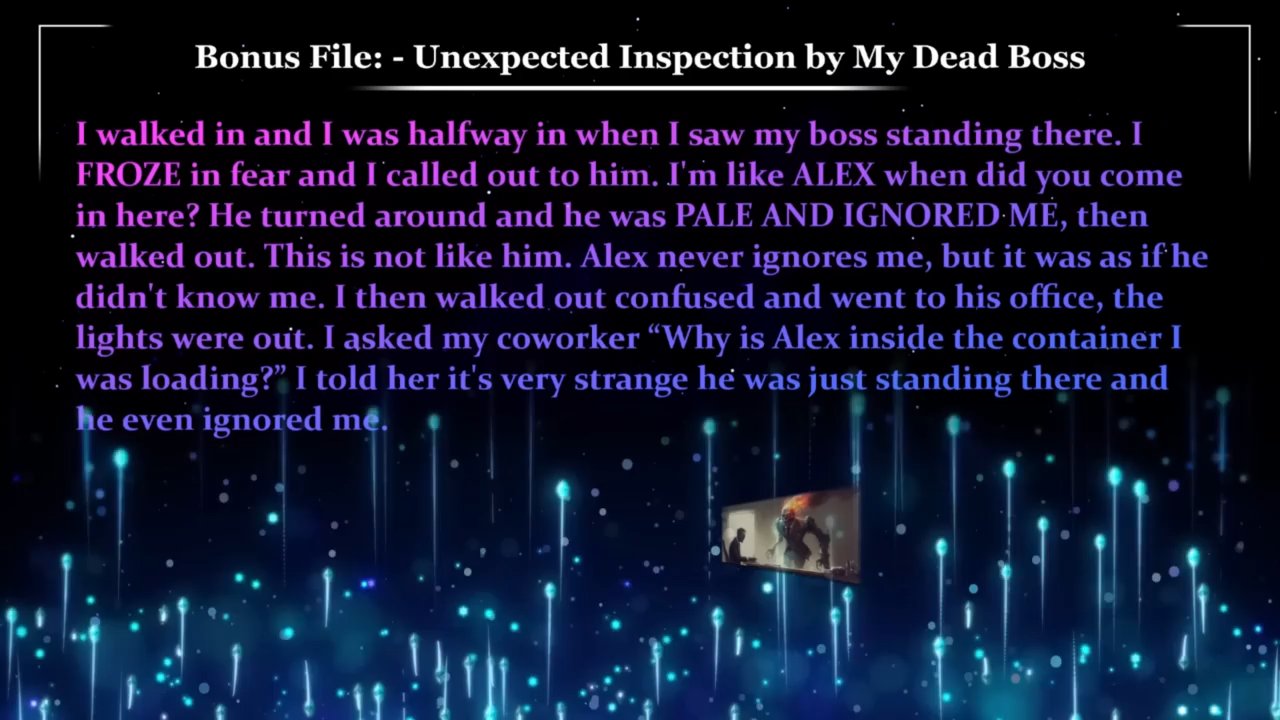 Bonus File: - Unexpected Inspection by My Dead Boss
I walked in and I was halfway in when I saw my boss standing there. I
FROZE in fear and I called out to him. I'm like ALEX when did you come
in here? He turned around and he was PALE AND IGNORED ME, then
walked out. This is not like him. Alex never ignores me, but it was as if he
didn't know me. I then walked out confused and went to his office, the
lights were out. I asked my coworker “Why is Alex inside the container I
was loading?” I told her it's very strange he was just standing there and
he even ignored me.